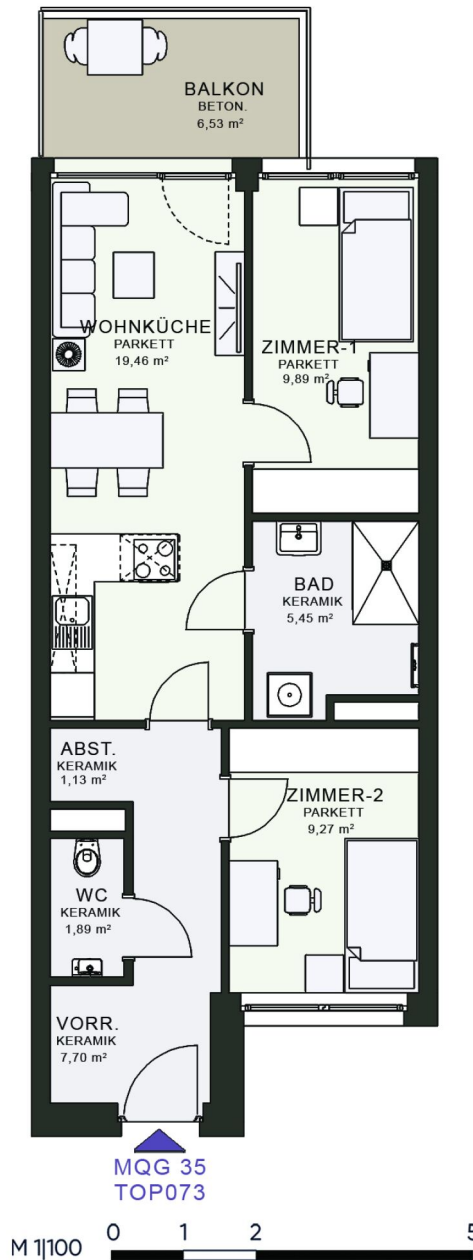 BALKON
BETON.
6,53 m²
WOHNKÜCHE
PARKETT
19,46 m²
ZIMMER-1
PARKETT
9,89 m²
BAD
KERAMIK
5,45 m²
ABST.
KERAMIK
1,13 m²
ZIMMER-2
PARKETT
9,27 m²
WC
KERAMIK
1,89 m²
VORR.
KERAMIK
7,70 m²
MQG 35
TOP073
M 1|100 0 1 2 5